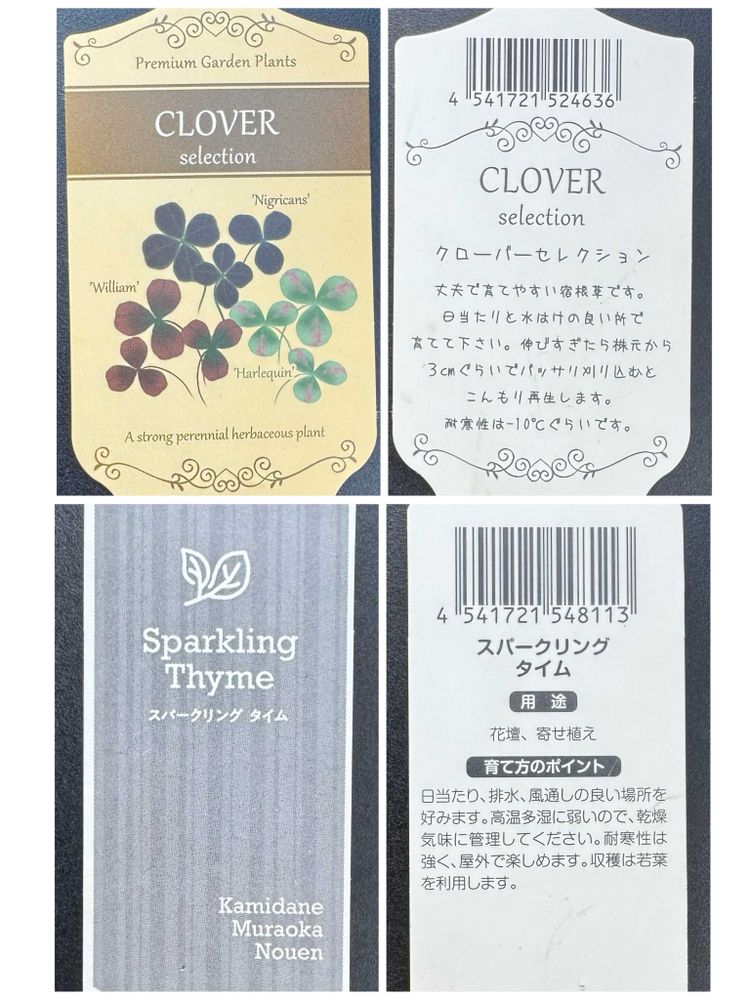 Premium Garden Plants
CLOVER
selection
'Nigricans'
'William'
'Harlequin'
A strong perennial herbaceous plant
4 541721 524636
CLOVER
selection
クローバーセレクション
丈夫で育てやすい宿根草です。
日当たりと水はけの良い所で
育てて下さい。伸びすぎたら株元から
3cmぐらいでバッサリ刈り込むと
こんもり再生します。
耐寒性は-10℃ぐらいです。
Sparkling
Thyme
スパークリング タイム
Kamidane
Muraoka
Nouen
4 541721 548113
スパークリング
タイム
用 途
花壇、寄せ植え
育て方のポイント
日当たり、排水、風通しの良い場所を
好みます。高温多湿に弱いので、乾燥
気味に管理してください。耐寒性は
強く、屋外で楽しめます。収穫は若葉
を利用します。